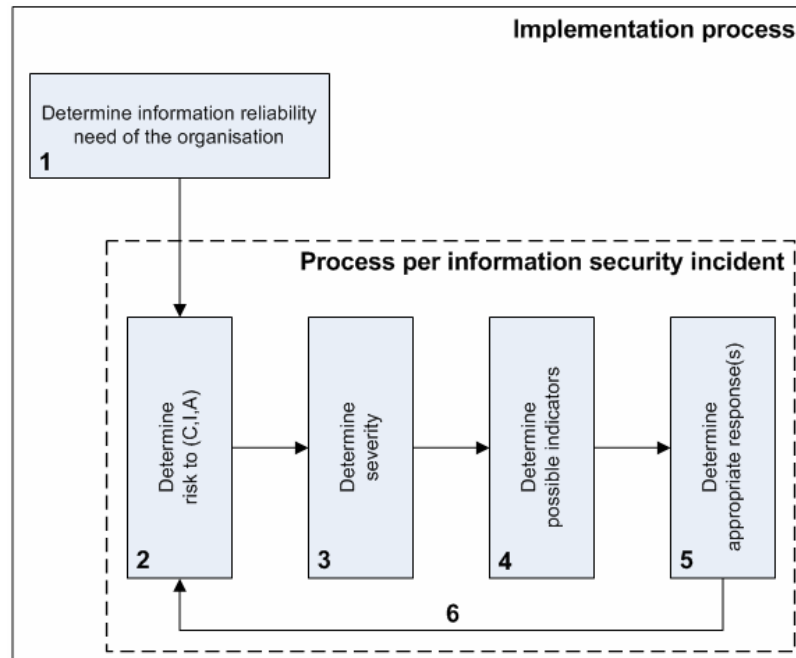 Implementation process
Determine information reliability
need of the organisation
1
Process per information security incident
Determine
risk to (C,I,A)
2
Determine
severity
3
Determine
possible indicators
4
Determine
appropriate response(s)
5
6